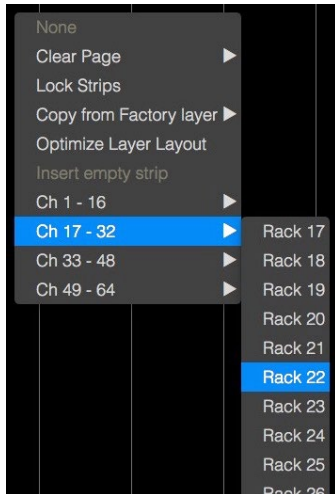 None
Clear Page
Lock Strips
Copy from Factory layer
Optimize Layer Layout
Insert empty strip
Ch 1 - 16
Ch 17 - 32
Ch 33 - 48
Ch 49 - 64
Rack 17
Rack 18
Rack 19
Rack 20
Rack 21
Rack 22
Rack 23
Rack 24
Rack 25
Rack 26